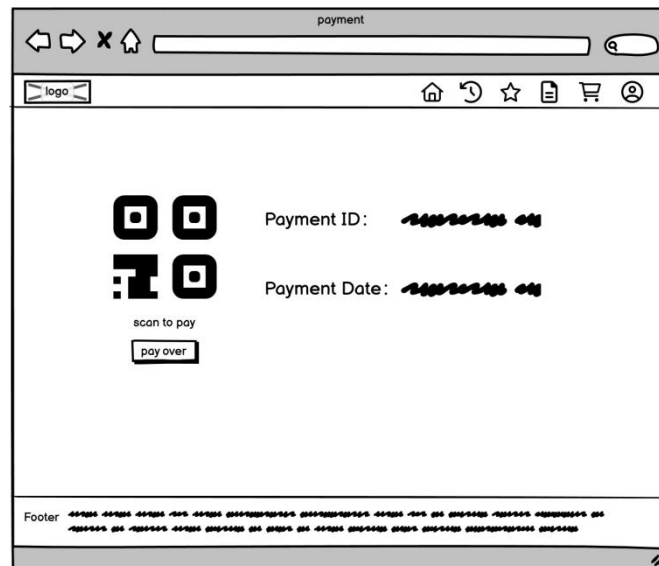 payment
logo
Payment ID:
Payment Date:
scan to pay
pay over
Footer